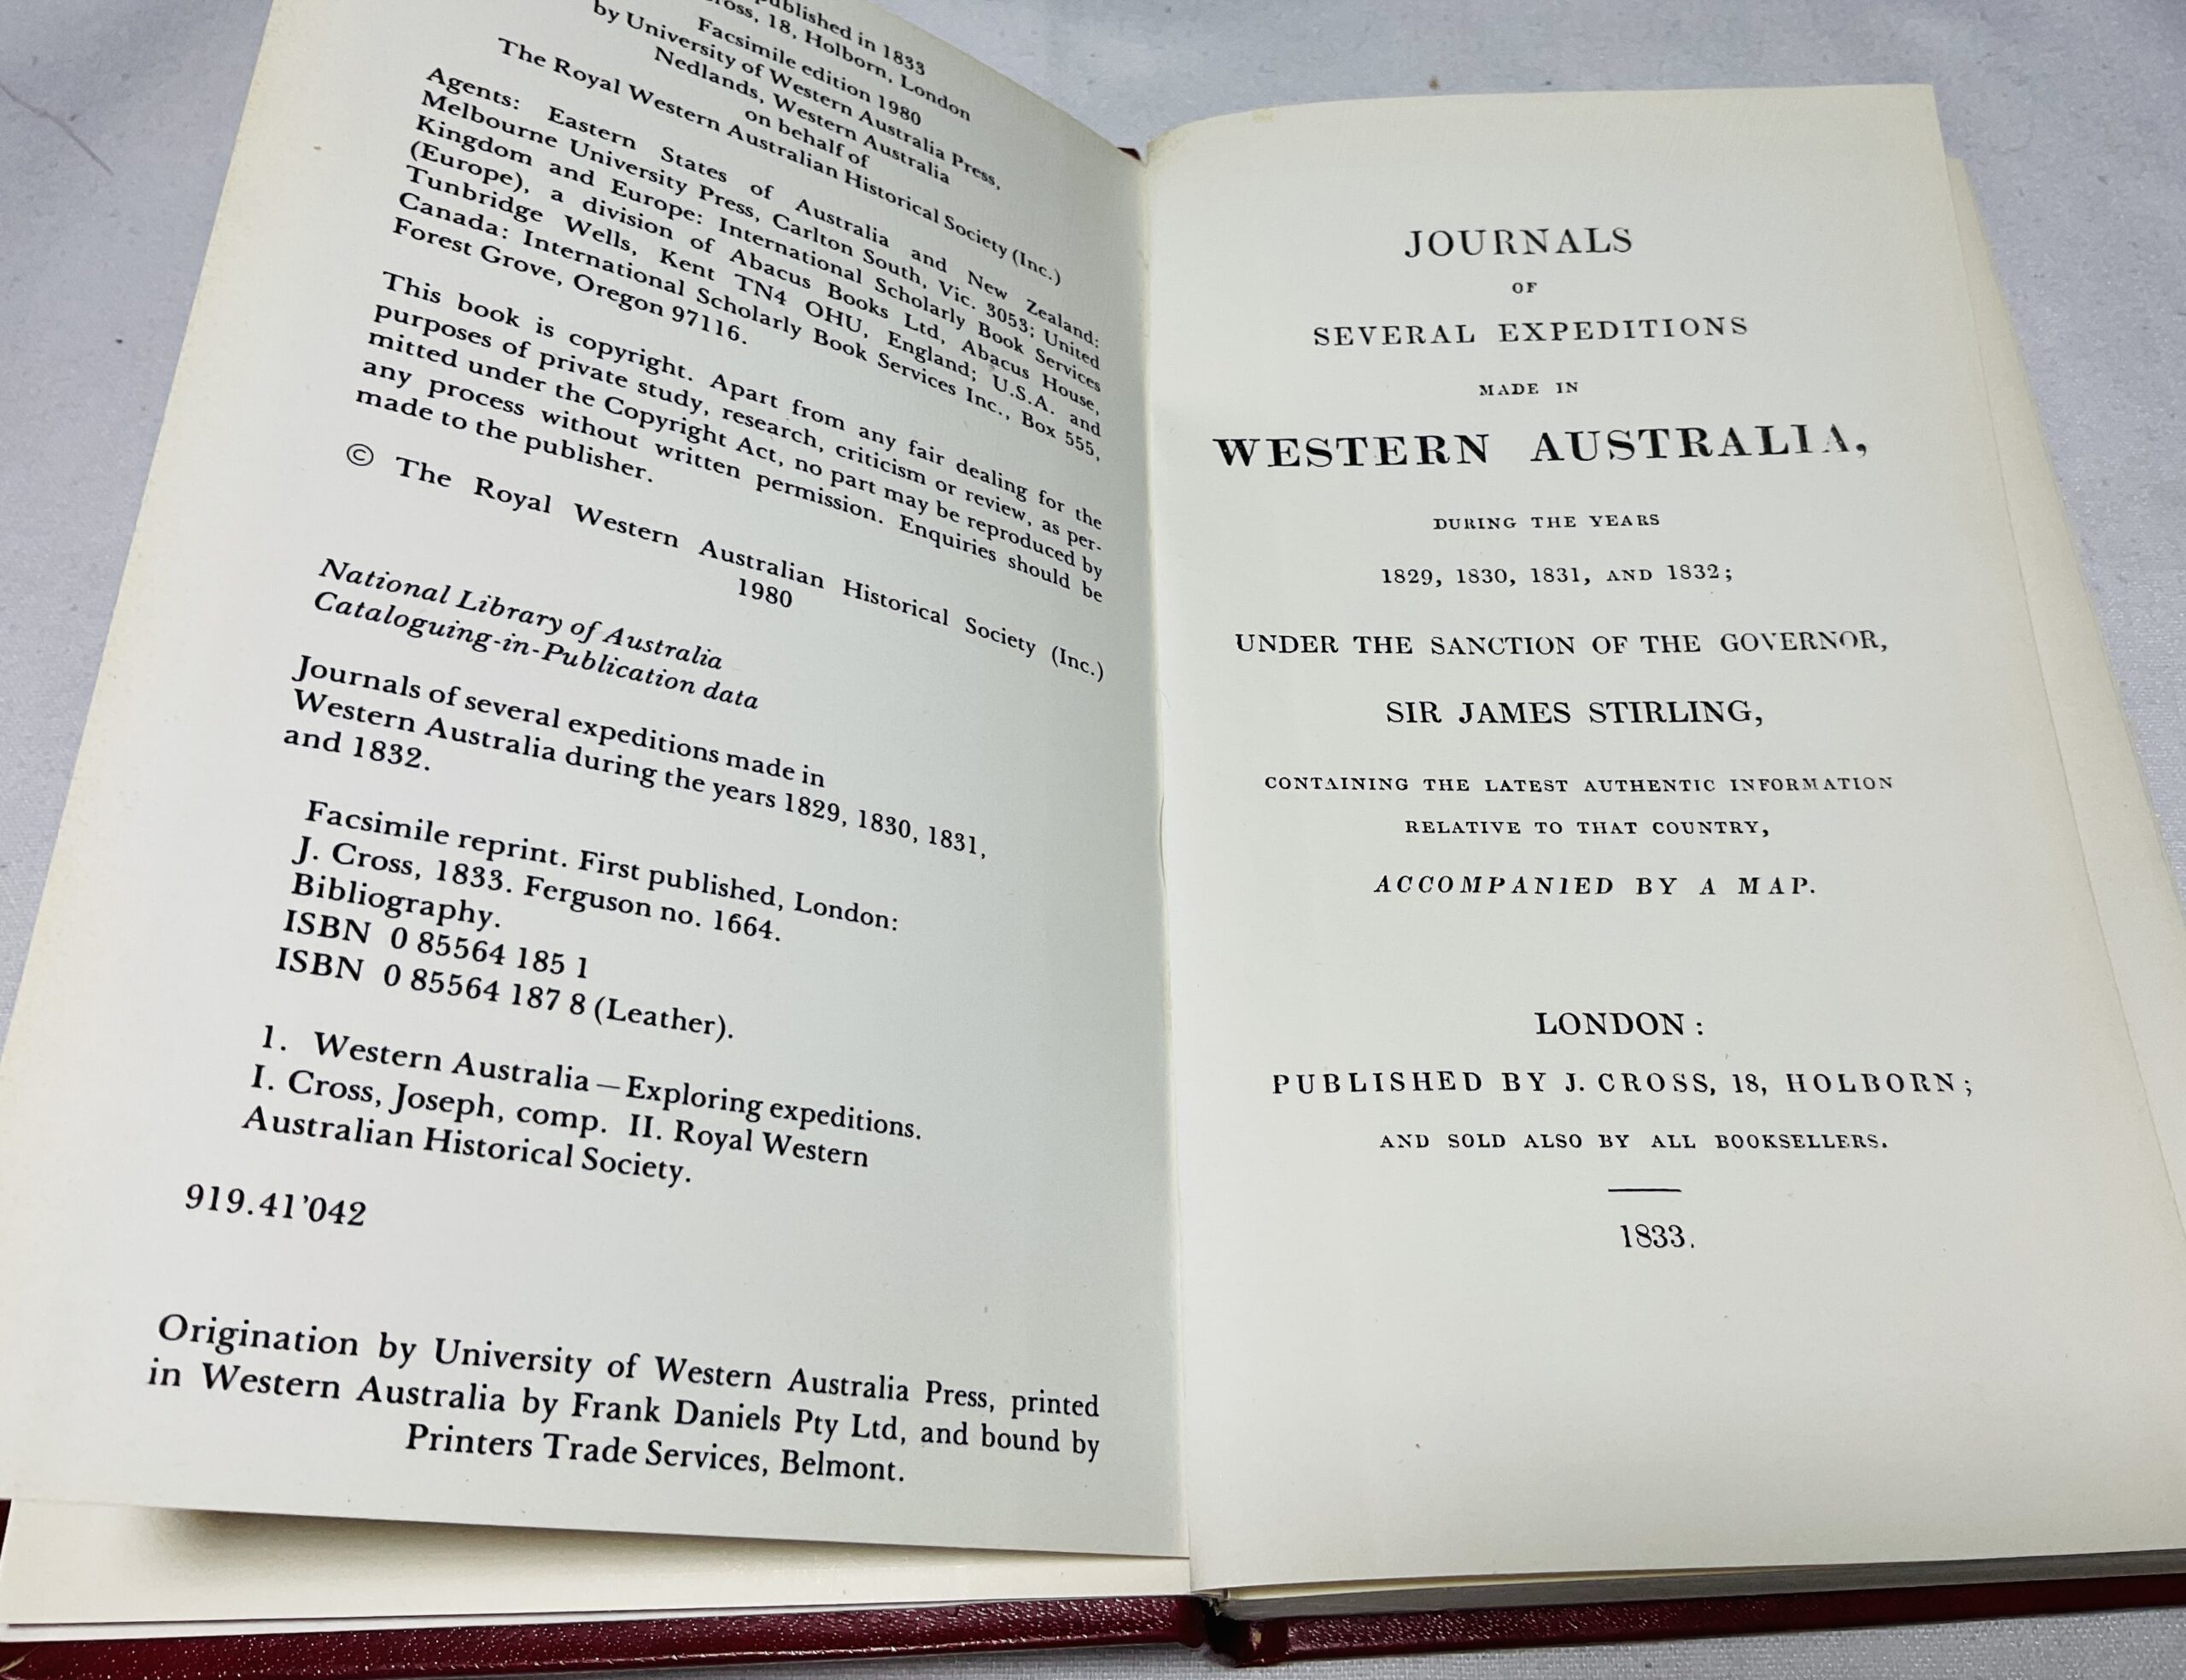 published in 1833
Cross, 18, Holborn, London
Facsimile edition 1980
by University of Western Australia Press,
Nedlands, Western Australia
on behalf of
The Royal Western Australian Historical Society (Inc.)
Agents: Eastern States of Australia and New Zealand:
Melbourne University Press, Carlton South, Vic. 3053; United
Kingdom and Europe: International Scholarly Book Services
(Europe), a division of Abacus Books Ltd, Abacus House,
Tunbridge Wells, Kent TN4 OHU, England; U.S.A. and
Canada: International Scholarly Book Services Inc., Box 555,
Forest Grove, Oregon 97116.
This book is copyright. Apart from any fair dealing for the
purposes of private study, research, criticism or review, as per-
mitted under the Copyright Act, no part may be reproduced by
any process without written permission. Enquiries should be
made to the publisher.
© The Royal Western Australian Historical Society (Inc.)
1980
National Library of Australia
Cataloguing-in-Publication data
Journals of several expeditions made in
Western Australia during the years 1829, 1830, 1831,
and 1832.
Facsimile reprint. First published, London:
J. Cross, 1833. Ferguson no. 1664.
Bibliography.
ISBN 0 85564 185 1
ISBN 0 85564 187 8 (Leather).
1. Western Australia — Exploring expeditions.
I. Cross, Joseph, comp. II. Royal Western
Australian Historical Society.
919.41'042
Origination by University of Western Australia Press, printed
in Western Australia by Frank Daniels Pty Ltd, and bound by
Printers Trade Services, Belmont.
JOURNALS
OF
SEVERAL EXPEDITIONS
MADE IN
WESTERN AUSTRALIA,
DURING THE YEARS
1829, 1830, 1831, AND 1832;
UNDER THE SANCTION OF THE GOVERNOR,
SIR JAMES STIRLING,
CONTAINING THE LATEST AUTHENTIC INFORMATION
RELATIVE TO THAT COUNTRY,
ACCOMPANIED BY A MAP.
LONDON:
PUBLISHED BY J. CROSS, 18, HOLBORN;
AND SOLD ALSO BY ALL BOOKSELLERS.
1833.